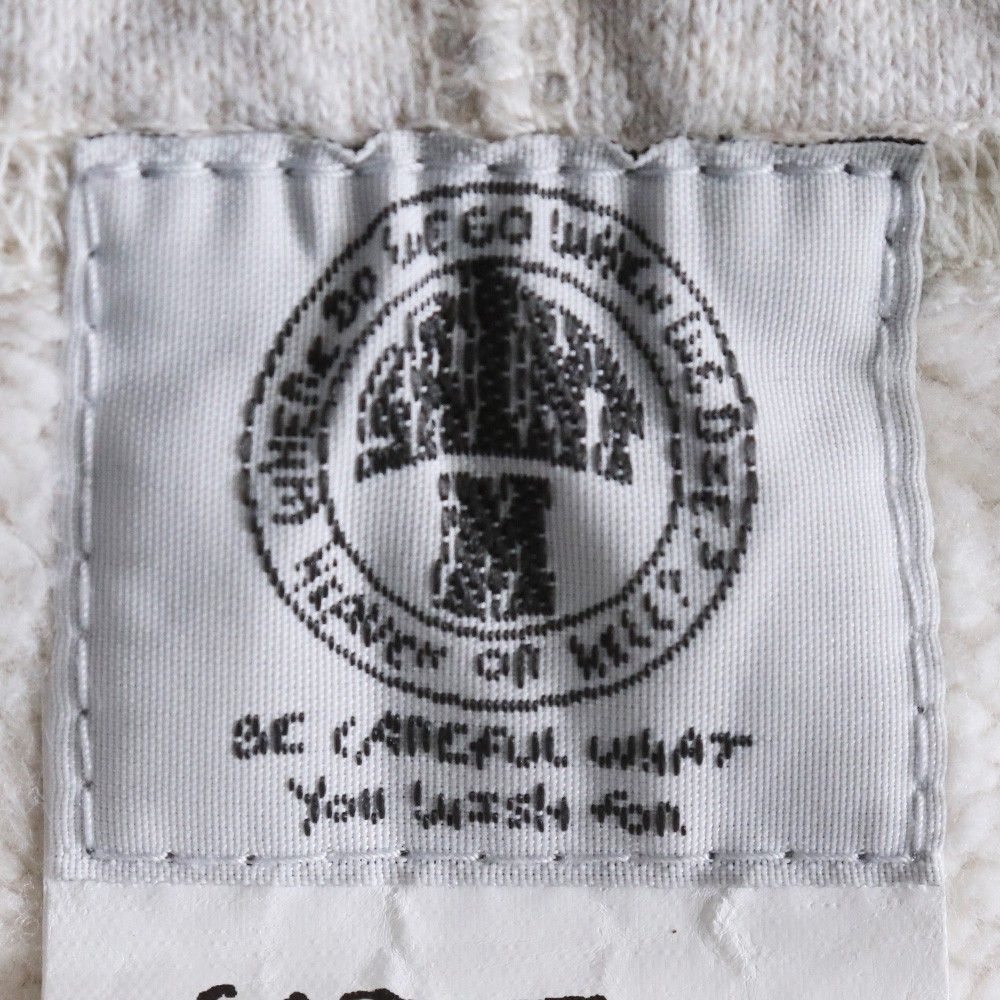 WHERE DO WE GO WHEN WE DIE?
HEAVEN OR HELL?
BE CAREFUL WHAT
YOU WISH FOR.